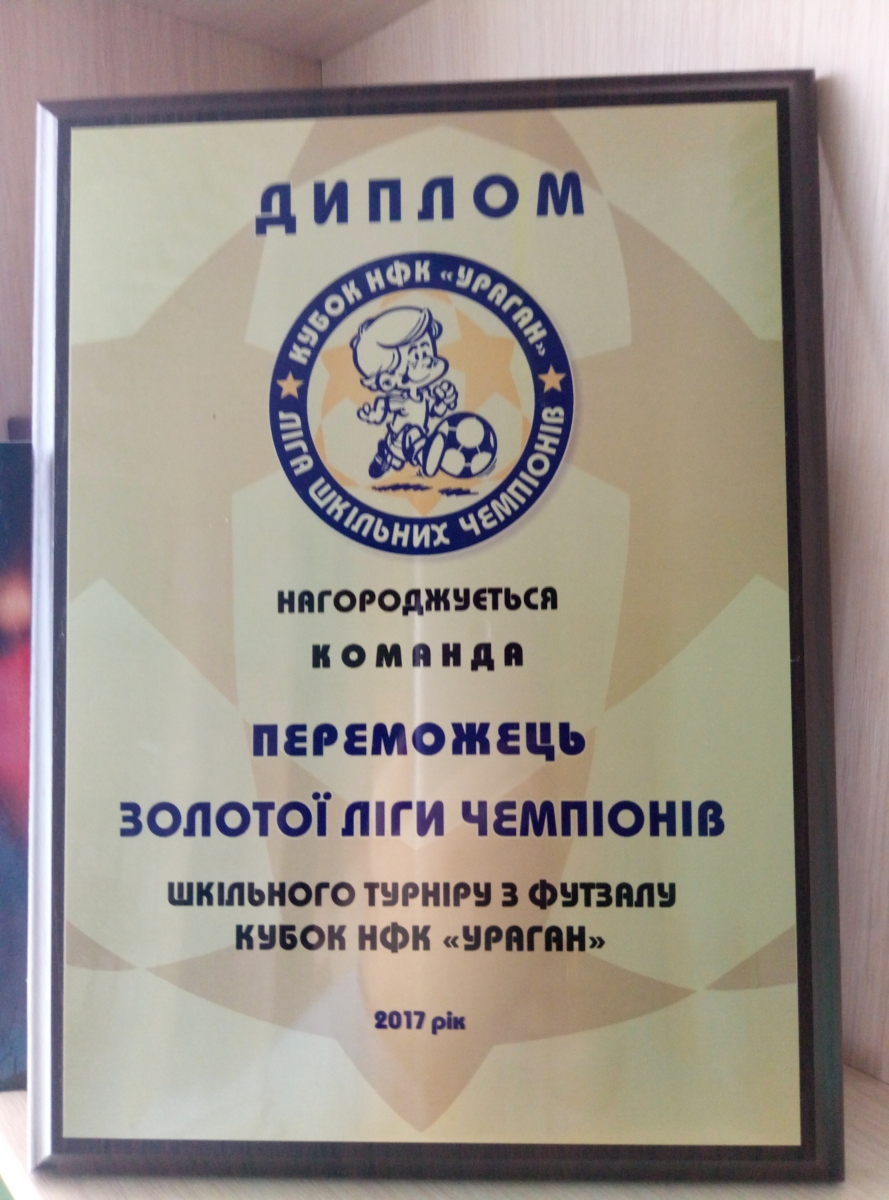 ДИПЛОМ
КУБОК НФК «УРАГАН»
ЛІГА ШКІЛЬНИХ ЧЕМПІОНІВ
НАГОРОДЖУЄТЬСЯ
КОМАНДА
ПЕРЕМОЖЕЦЬ
ЗОЛОТОЇ ЛІГИ ЧЕМПІОНІВ
ШКІЛЬНОГО ТУРНІРУ З ФУТЗАЛУ
КУБОК НФК «УРАГАН»
2017 рік